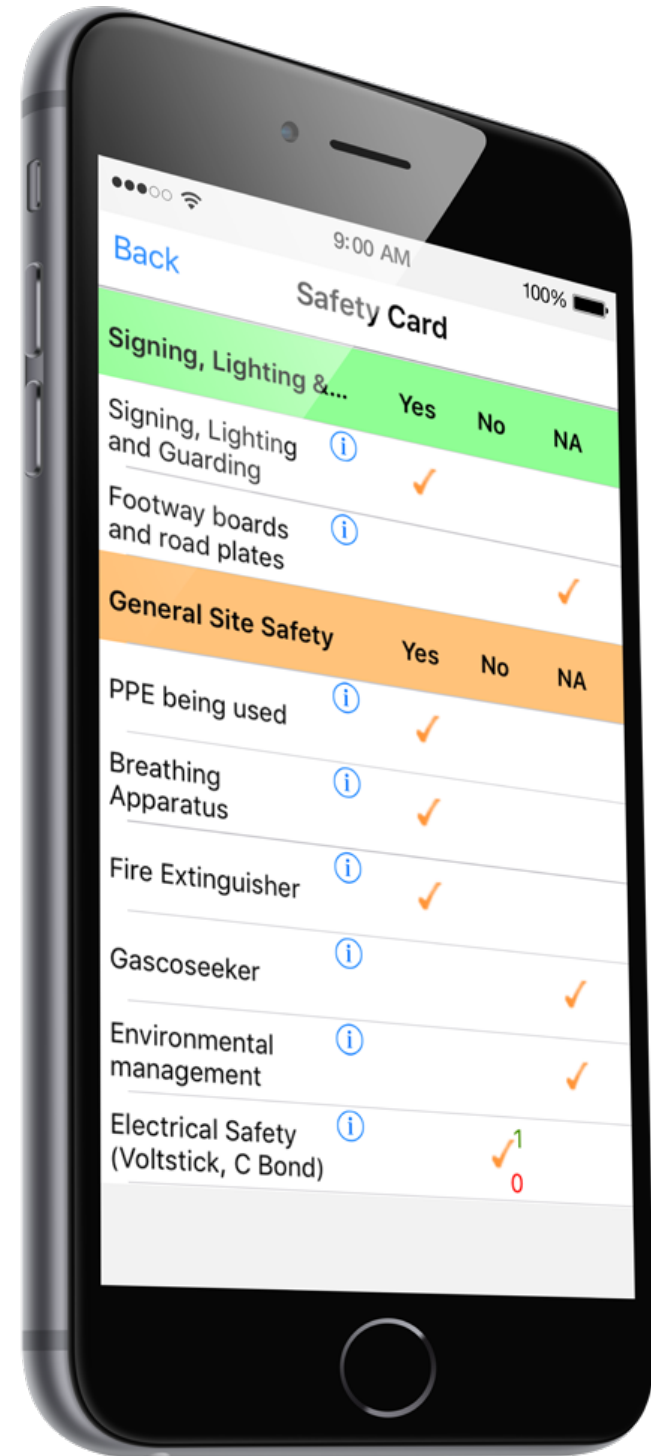 9:00 AM
100%
Back
Safety Card
Signing, Lighting &... Yes No NA
Signing, Lighting
and Guarding
Footway boards
and road plates
General Site Safety Yes No NA
PPE being used
Breathing
Apparatus
Fire Extinguisher
Gascoseeker
Environmental
management
Electrical Safety
(Voltstick, C Bond)
1
0